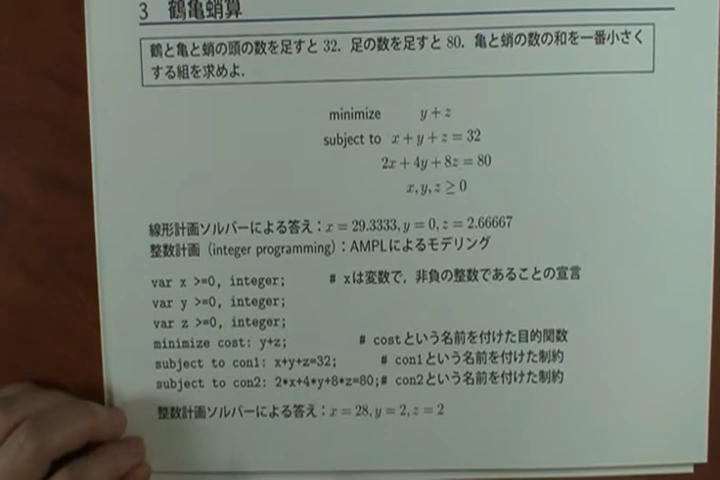 3 鶴亀蛸算
鶴と亀と蛸の頭の数を足すと 32. 足の数を足すと 80. 亀と蛸の数の和を一番小さく
する組を求めよ.
minimize y + z
subject to x + y + z = 32
2x + 4y + 8z = 80
x, y, z ≥ 0
線形計画ソルバーによる答え：x = 29.3333, y = 0, z = 2.66667
整数計画（integer programming）：AMPLによるモデリング
var x >=0, integer; # xは変数で，非負の整数であることの宣言
var y >=0, integer;
var z >=0, integer;
minimize cost: y+z; # costという名前を付けた目的関数
subject to con1: x+y+z=32; # con1という名前を付けた制約
subject to con2: 2*x+4*y+8*z=80;# con2という名前を付けた制約
整数計画ソルバーによる答え：x = 28, y = 2, z = 2